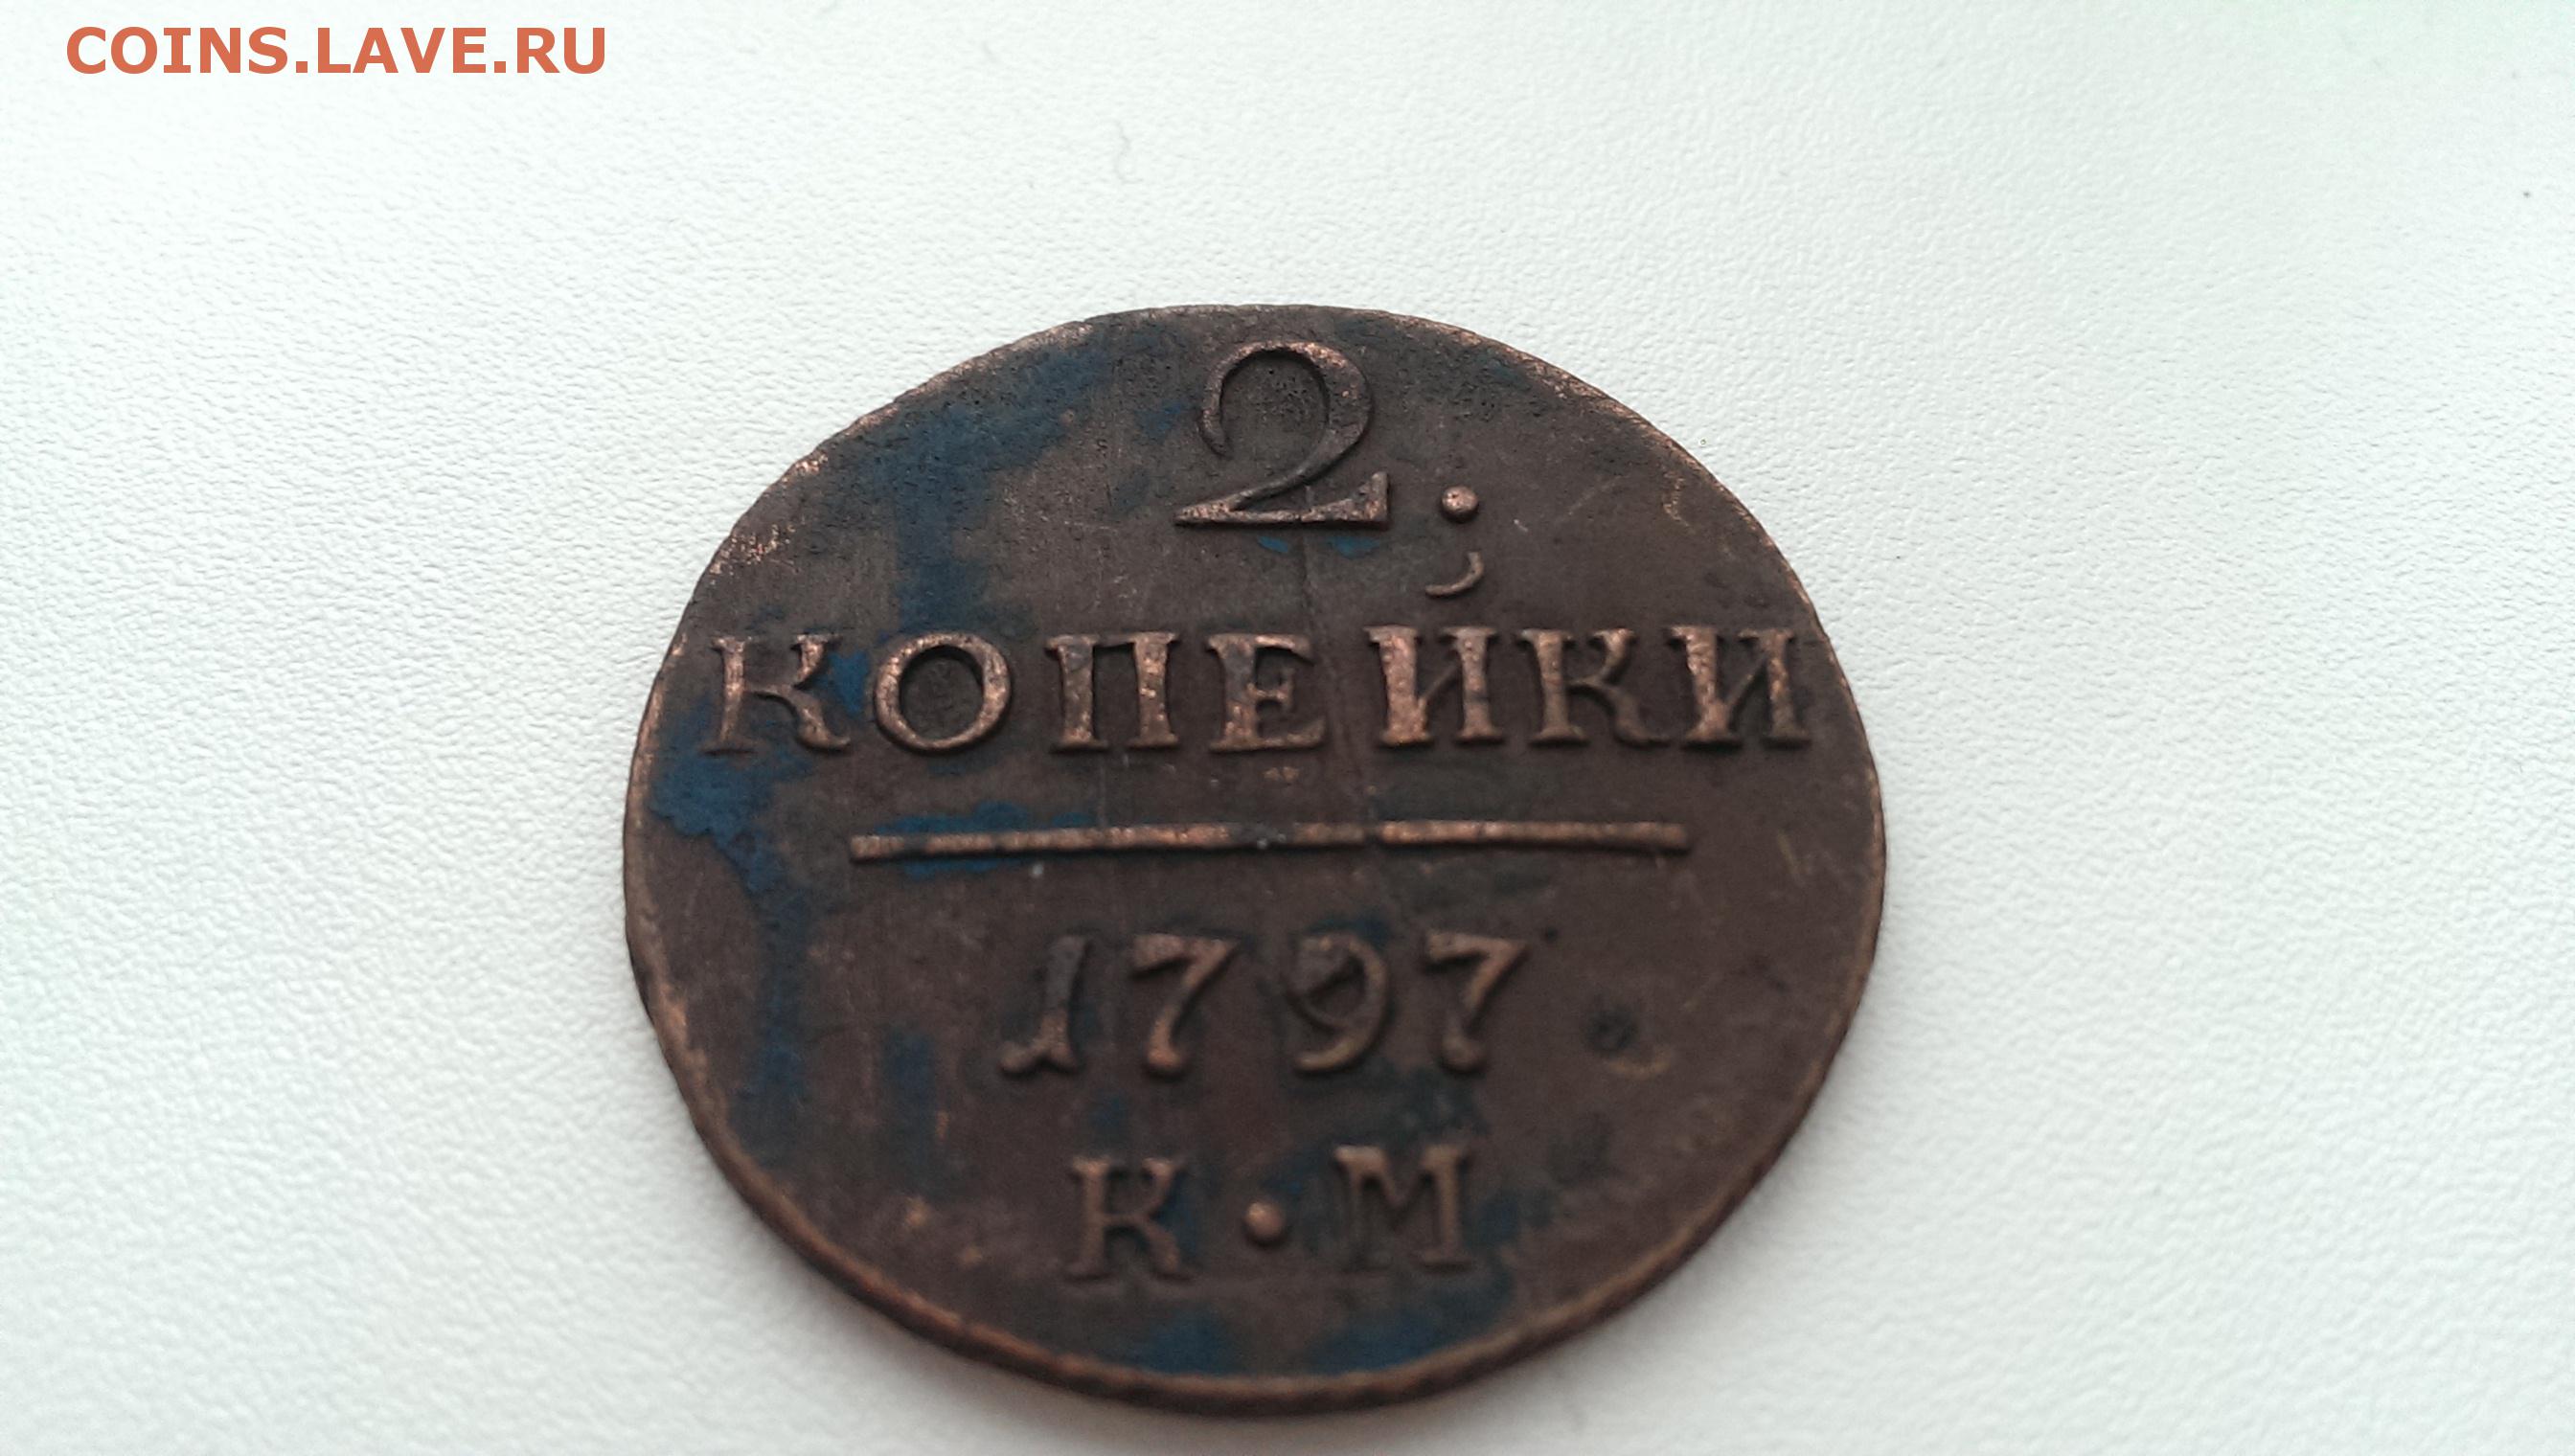 COINS.LAVE.RU
2.
КОПЕЙКИ
1797
К·М